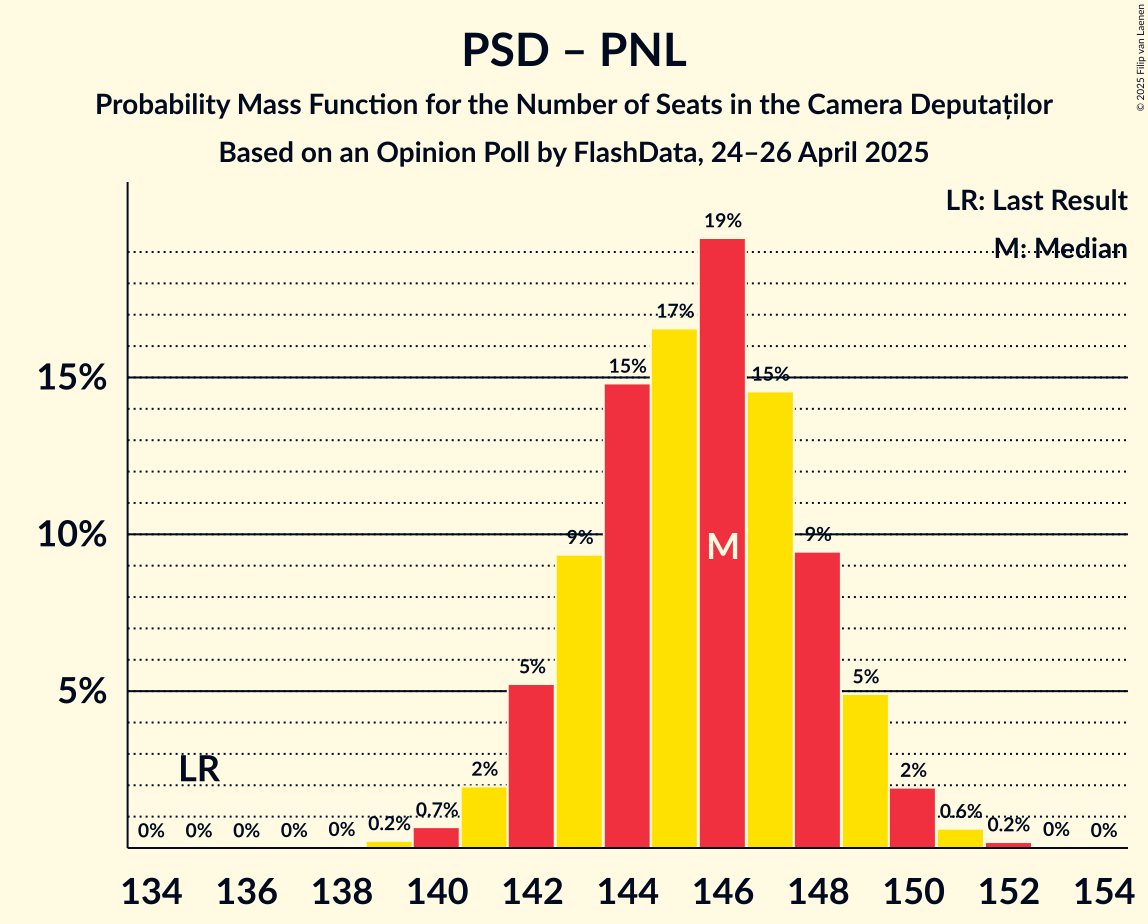 PSD – PNL
Probability Mass Function for the Number of Seats in the Camera Deputaților
Based on an Opinion Poll by FlashData, 24–26 April 2025
© 2025 Filip van Laenen
LR: Last Result
M: Median
15%
10%
5%
LR
M
0%
0%
0%
0%
0%
0.2%
0.7%
2%
5%
9%
15%
17%
19%
15%
9%
5%
2%
0.6%
0.2%
0%
0%
134 136 138 140 142 144 146 148 150 152 154